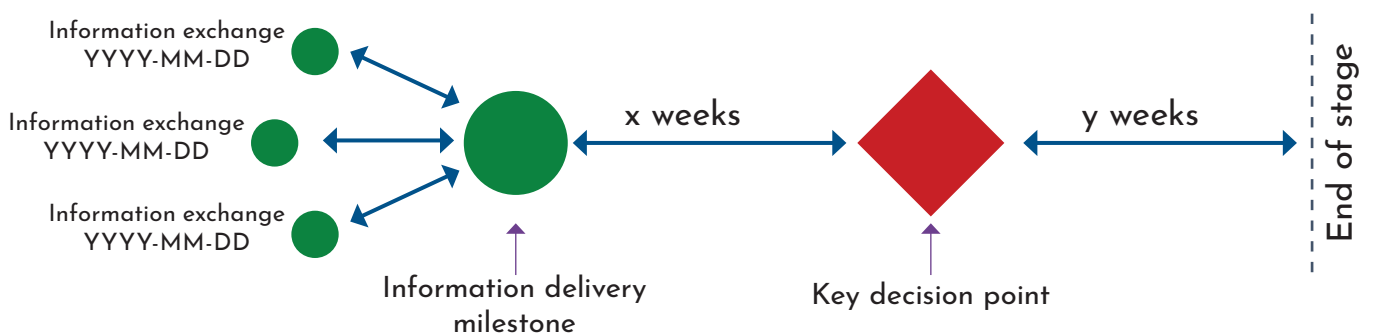 Information exchange
YYYY-MM-DD
Information exchange
YYYY-MM-DD
Information exchange
YYYY-MM-DD
x weeks
y weeks
Information delivery
milestone
Key decision point
End of stage